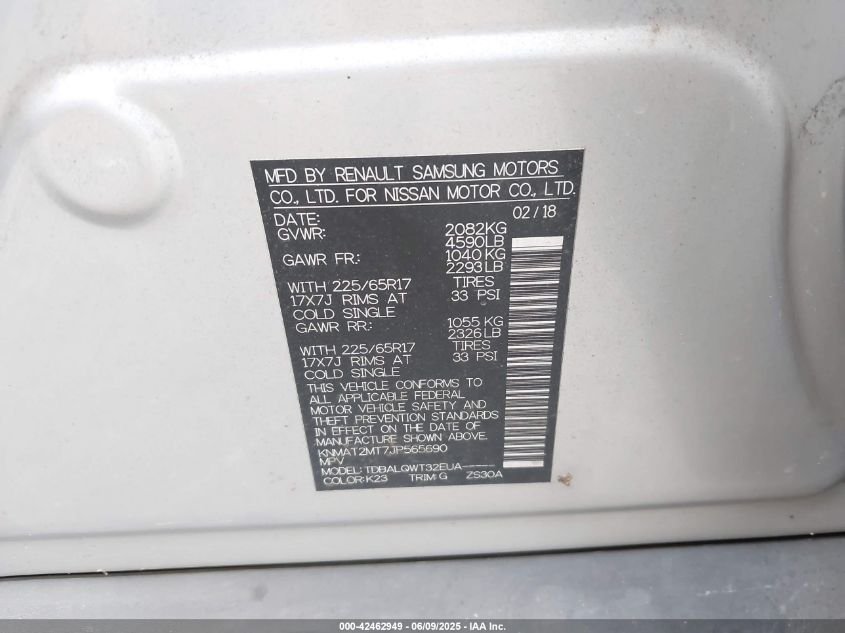 MFD BY RENAULT SAMSUNG MOTORS
CO., LTD. FOR NISSAN MOTOR CO., LTD.
DATE: 02 / 18
GVWR: 2082KG
4590LB
GAWR FR.: 1040 KG
2293LB
WITH 225/65R17 TIRES
17X7J RIMS AT 33 PSI
COLD SINGLE
GAWR RR.: 1055 KG
2326LB
WITH 225/65R17 TIRES
17X7J RIMS AT 33 PSI
COLD SINGLE
THIS VEHICLE CONFORMS TO
ALL APPLICABLE FEDERAL
MOTOR VEHICLE SAFETY AND
THEFT PREVENTION STANDARDS
IN EFFECT ON THE DATE OF
MANUFACTURE SHOWN ABOVE.
KNMAT2MT7JP565690
MPV
MODEL: TDBALQWT32EUA-----
COLOR:K23 TRIM:G ZS30A
000-42462949 - 06/09/2025 - IAA Inc.